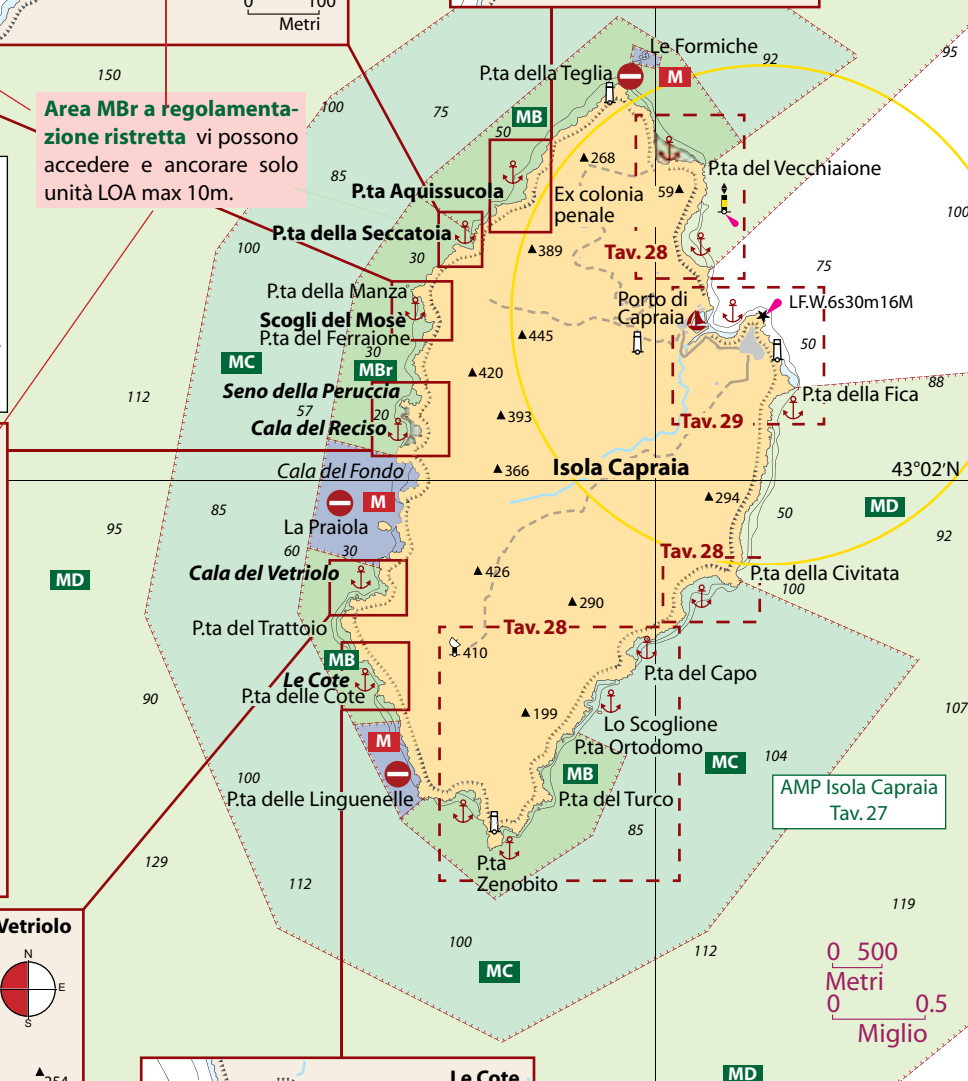 0 100
Metri
150
Le Formiche
92
95
P.ta della Teglia
M
Area MBr a regolamenta-
zione ristretta vi possono
accedere e ancorare solo
unità LOA max 10m.
100
75
MB
50
268
85
P.ta del Vecchiaione
P.ta Aquissucola
Ex colonia
penale
59
100
P.ta della Seccatoia
100
30
389
Tav. 28
75
P.ta della Manza
Porto di
Capraia
LF.W.6s30m16M
Scogli del Mosè
P.ta del Ferraione
445
50
30
MC
MBr
420
88
Seno della Peruccia
112
57
20
393
P.ta della Fica
Cala del Reciso
Tav. 29
Cala del Fondo
366
Isola Capraia
43°02'N
M
294
MD
85
50
La Praiola
95
92
60
30
Tav. 28
MD
Cala del Vetriolo
426
P.ta della Civitata
100
290
P.ta del Trattoio
Tav. 28
410
MB
Le Cote
P.ta del Capo
90
P.ta delle Cote
107
199
Lo Scoglione
M
P.ta Ortodomo
104
MC
100
MB
AMP Isola Capraia
Tav. 27
P.ta delle Linguenelle
P.ta del Turco
85
129
P.ta
Zenobito
112
119
Vetriolo
100
112
N
E
S
MC
0 500
Metri
0 0.5
Miglio
254
Le Cote
MD